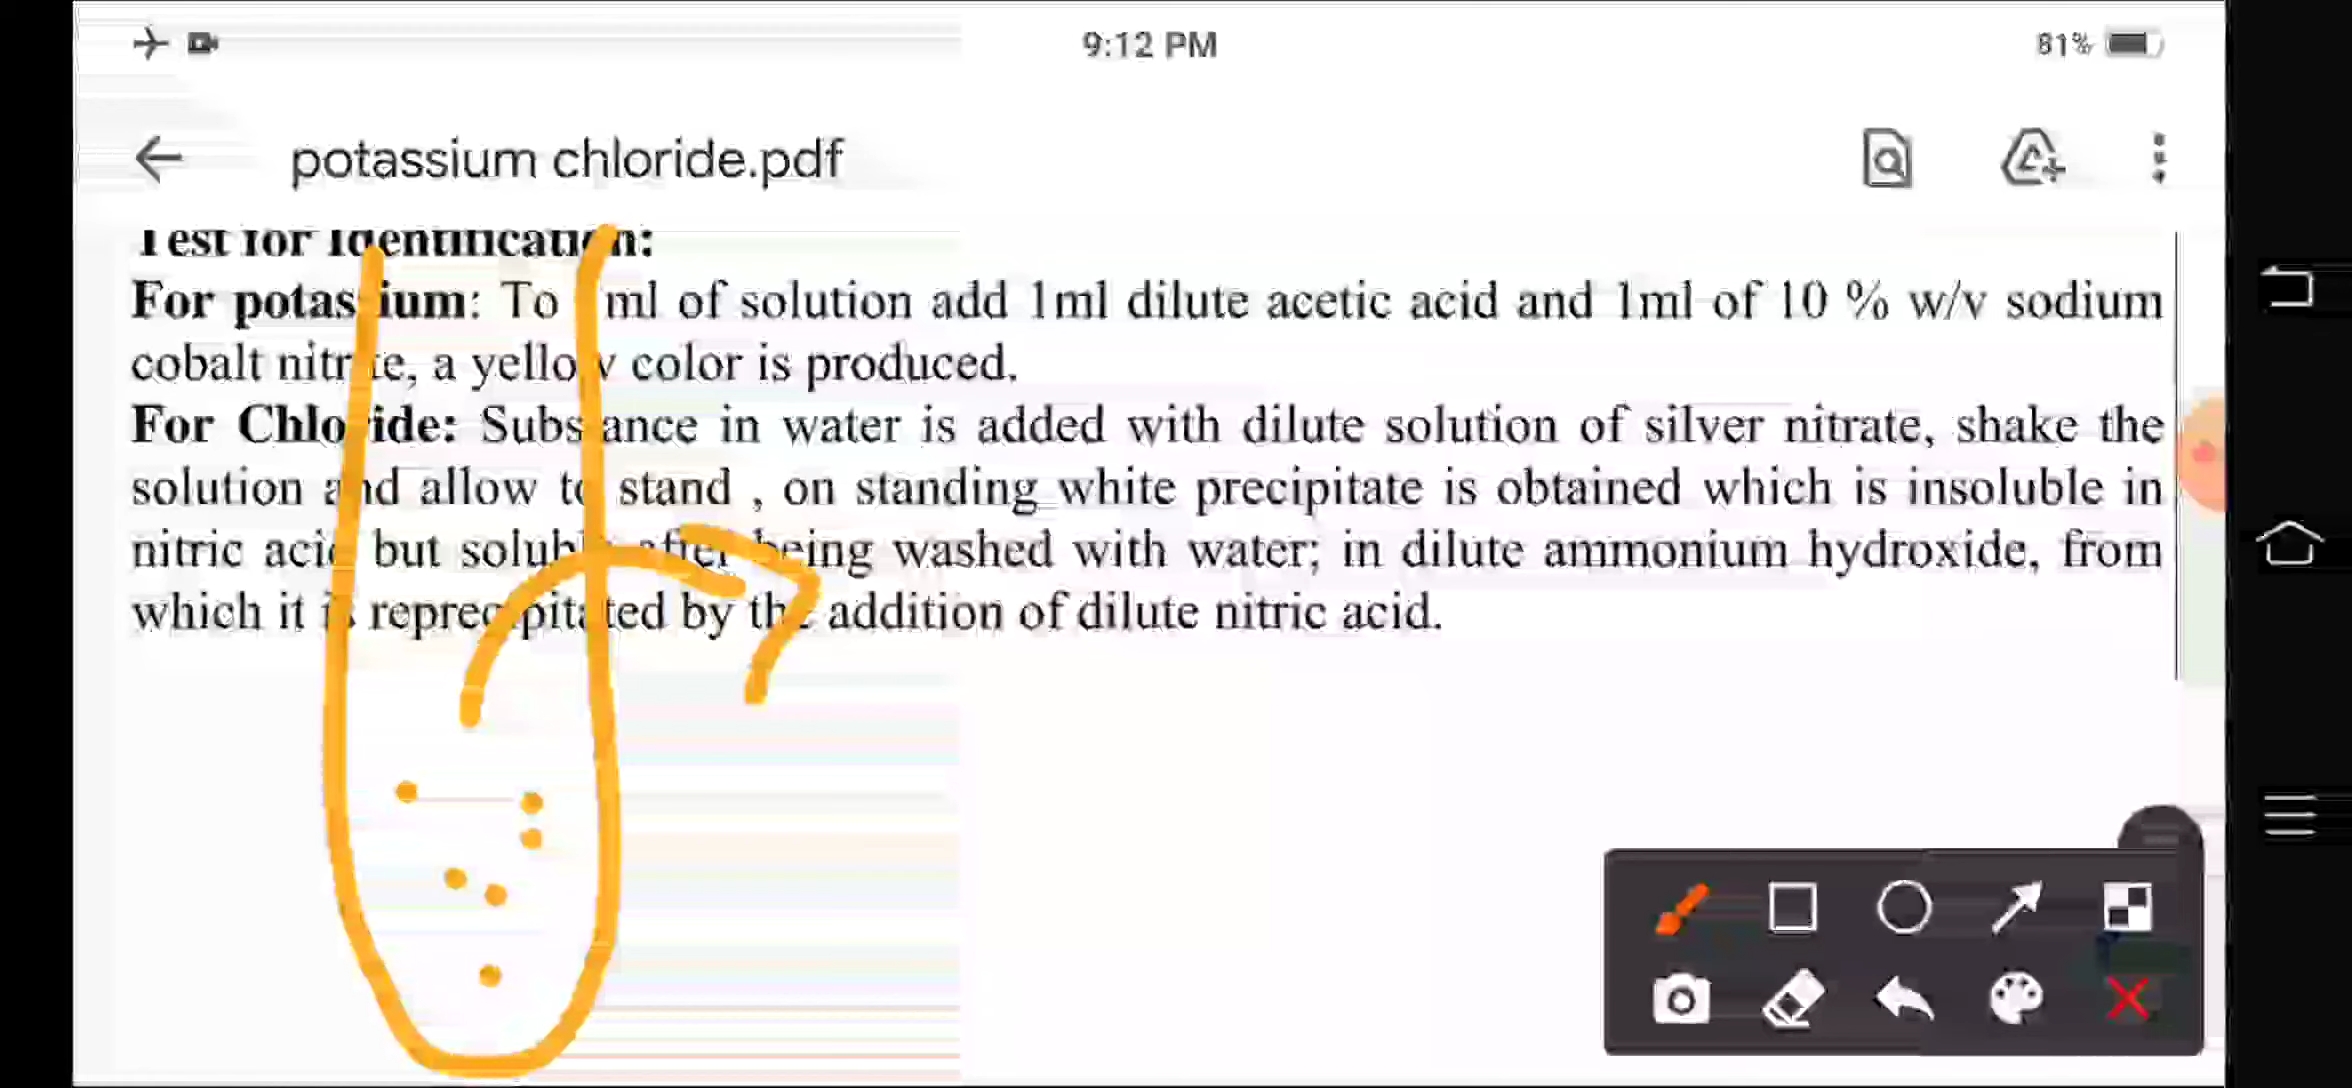 9:12 PM
81%
potassium chloride.pdf
Test for Identification:
For potassium: To ml of solution add 1ml dilute acetic acid and 1ml of 10 % w/v sodium
cobalt nitrate, a yellow color is produced.
For Chloride: Substance in water is added with dilute solution of silver nitrate, shake the
solution and allow to stand , on standing white precipitate is obtained which is insoluble in
nitric acid but soluble after being washed with water; in dilute ammonium hydroxide, from
which it is reprecipitated by the addition of dilute nitric acid.